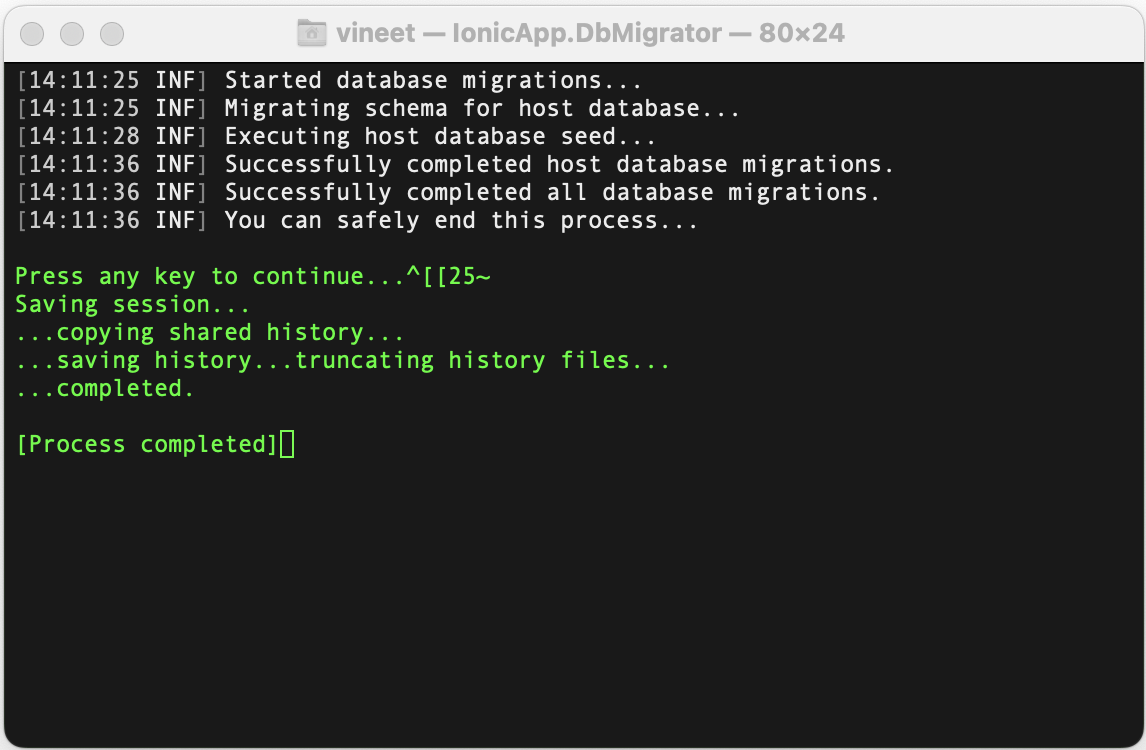 vineet — IonicApp.DbMigrator — 80×24
[14:11:25 INF] Started database migrations...
[14:11:25 INF] Migrating schema for host database...
[14:11:28 INF] Executing host database seed...
[14:11:36 INF] Successfully completed host database migrations.
[14:11:36 INF] Successfully completed all database migrations.
[14:11:36 INF] You can safely end this process...
Press any key to continue...^[[25~
Saving session...
...copying shared history...
...saving history...truncating history files...
...completed.
[Process completed]